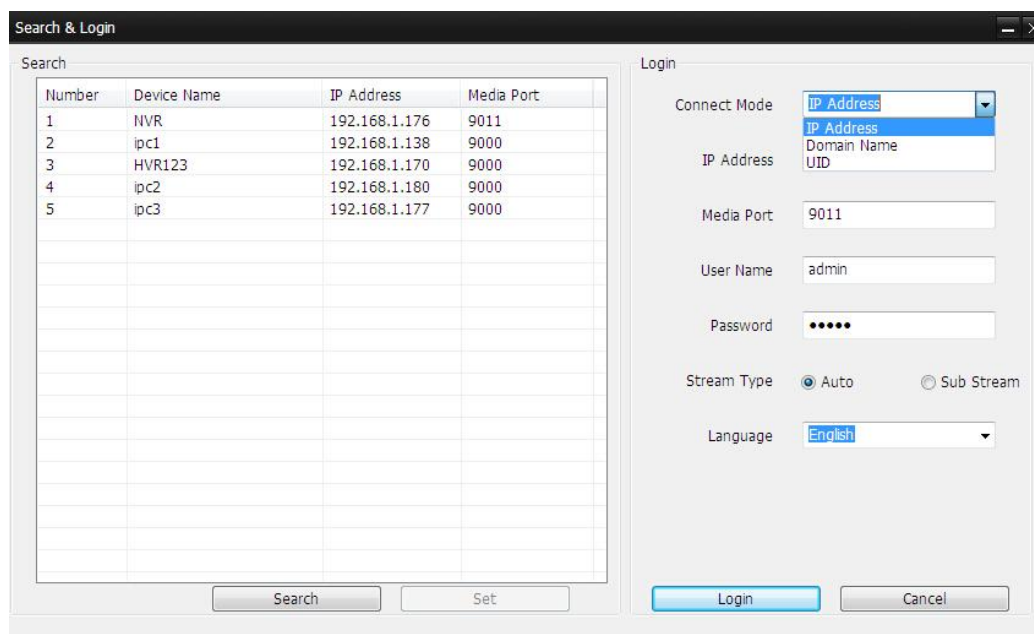 Search & Login
Search
Number Device Name IP Address Media Port
1 NVR 192.168.1.176 9011
2 ipc1 192.168.1.138 9000
3 HVR123 192.168.1.170 9000
4 ipc2 192.168.1.180 9000
5 ipc3 192.168.1.177 9000
Search Set
Login
Connect Mode IP Address
IP Address
Domain Name
UID
IP Address
Media Port 9011
User Name admin
Password •••••
Stream Type Auto Sub Stream
Language English
Login Cancel